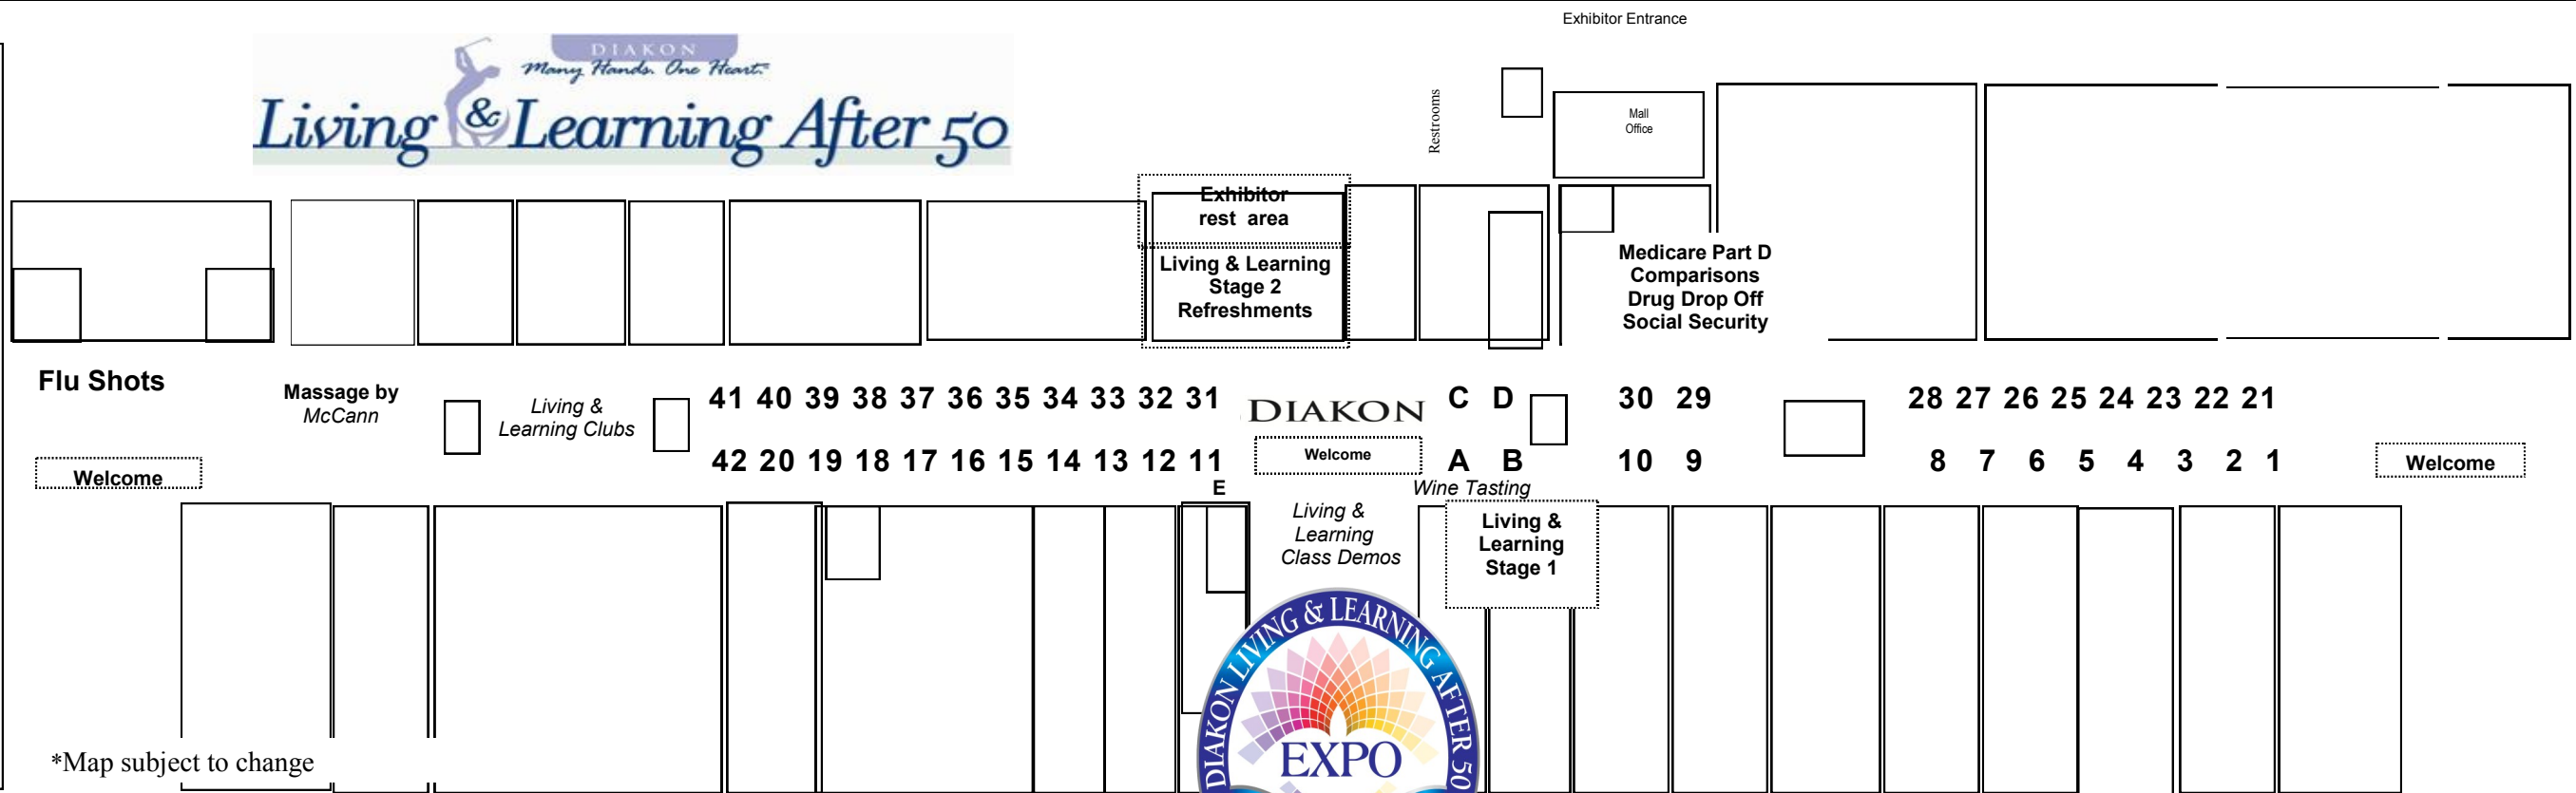 Exhibitor Entrance
DIAKON
Many Hands. One Heart.
Living & Learning After 50
Restrooms
Mall
Office
Exhibitor
rest area
Living & Learning
Stage 2
Refreshments
Medicare Part D
Comparisons
Drug Drop Off
Social Security
Flu Shots
Massage by
McCann
Living &
Learning Clubs
41 40 39 38 37 36 35 34 33 32 31
DIAKON
C D
30 29
28 27 26 25 24 23 22 21
Welcome
42 20 19 18 17 16 15 14 13 12 11
Welcome
A B
10 9
8 7 6 5 4 3 2 1
Welcome
E
Wine Tasting
Living &
Learning
Class Demos
Living &
Learning
Stage 1
DIAKON LIVING & LEARNING AFTER 50
EXPO
*Map subject to change